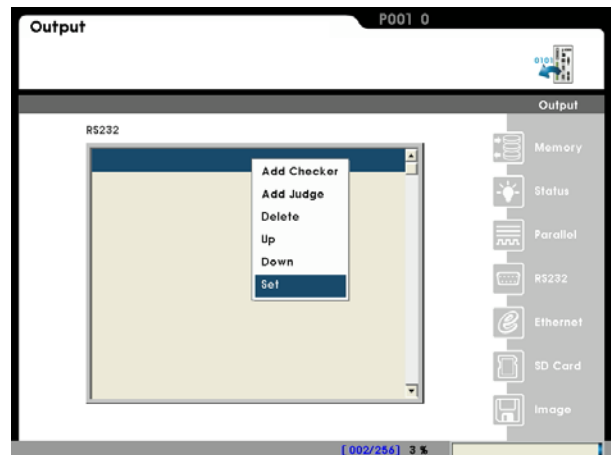 P001 0
Output
0101
Output
RS232
Add Checker
Add Judge
Delete
Up
Down
Set
Memory
Status
Parallel
RS232
Ethernet
SD Card
Image
[002/256] 3 %